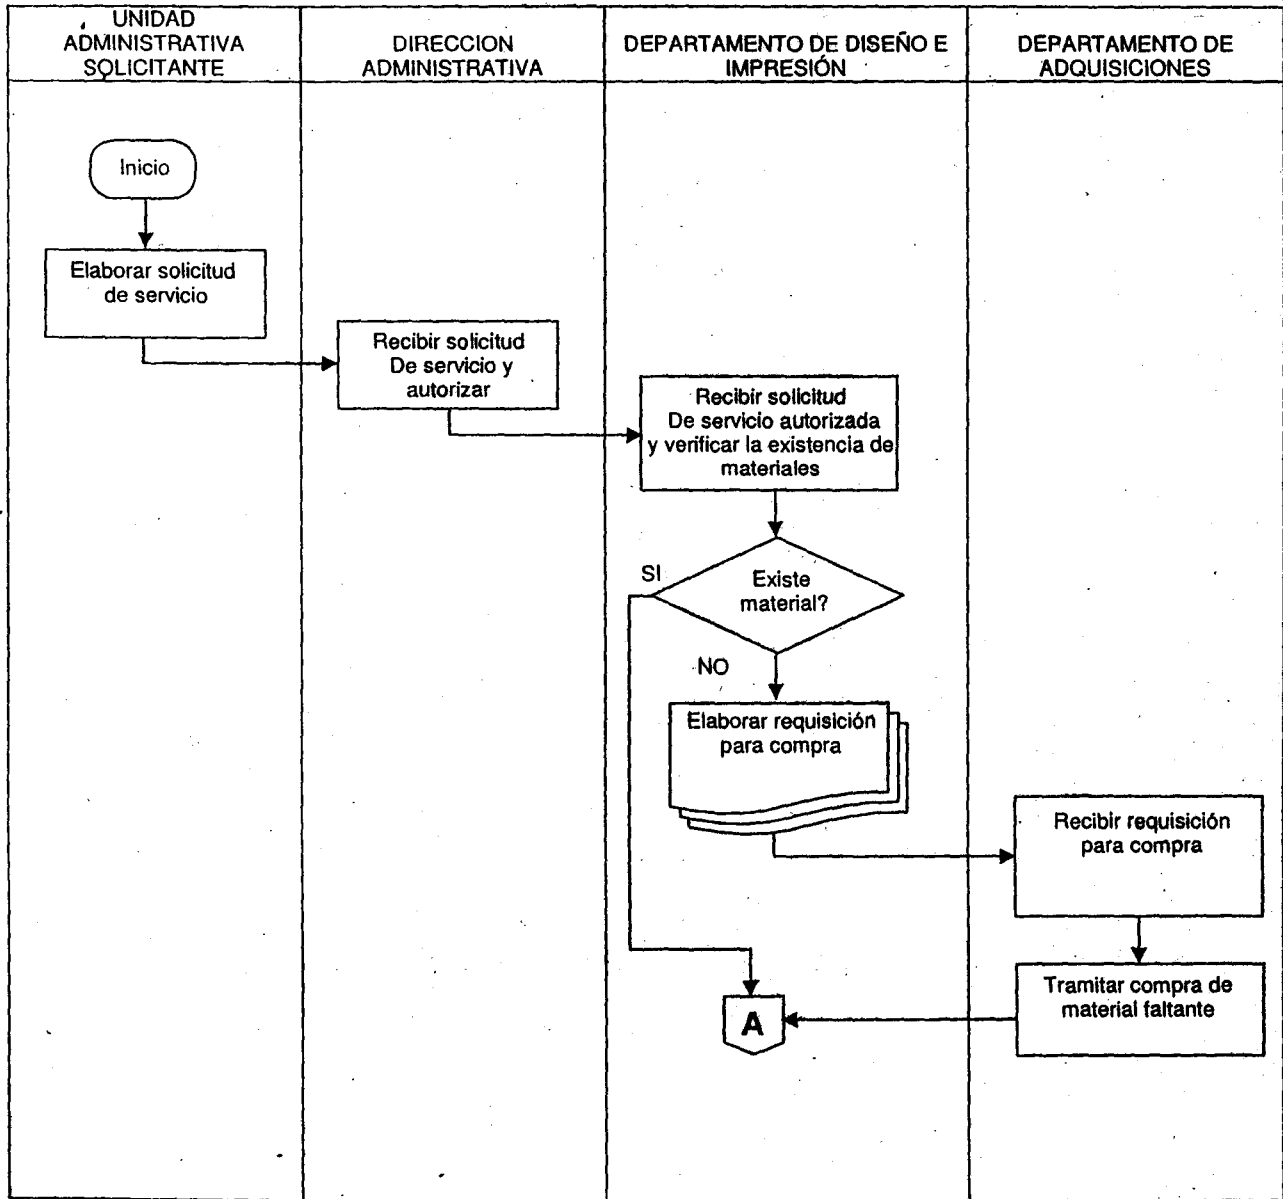 UNIDAD
ADMINISTRATIVA
SOLICITANTE
DIRECCION
ADMINISTRATIVA
DEPARTAMENTO DE DISEÑO E
IMPRESIÓN
DEPARTAMENTO DE
ADQUISICIONES
Inicio
Elaborar solicitud
de servicio
Recibir solicitud
De servicio y
autorizar
Recibir solicitud
De servicio autorizada
y verificar la existencia de
materiales
SI
Existe
material?
NO
Elaborar requisición
para compra
Recibir requisición
para compra
Tramitar compra de
material faltante
A